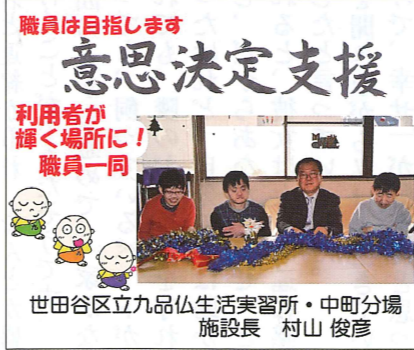 職員は目指します
意思決定支援
利用者が
輝く場所に!
職員一同
世田谷区立九品仏生活実習所・中町分場
施設長 村山 俊彦